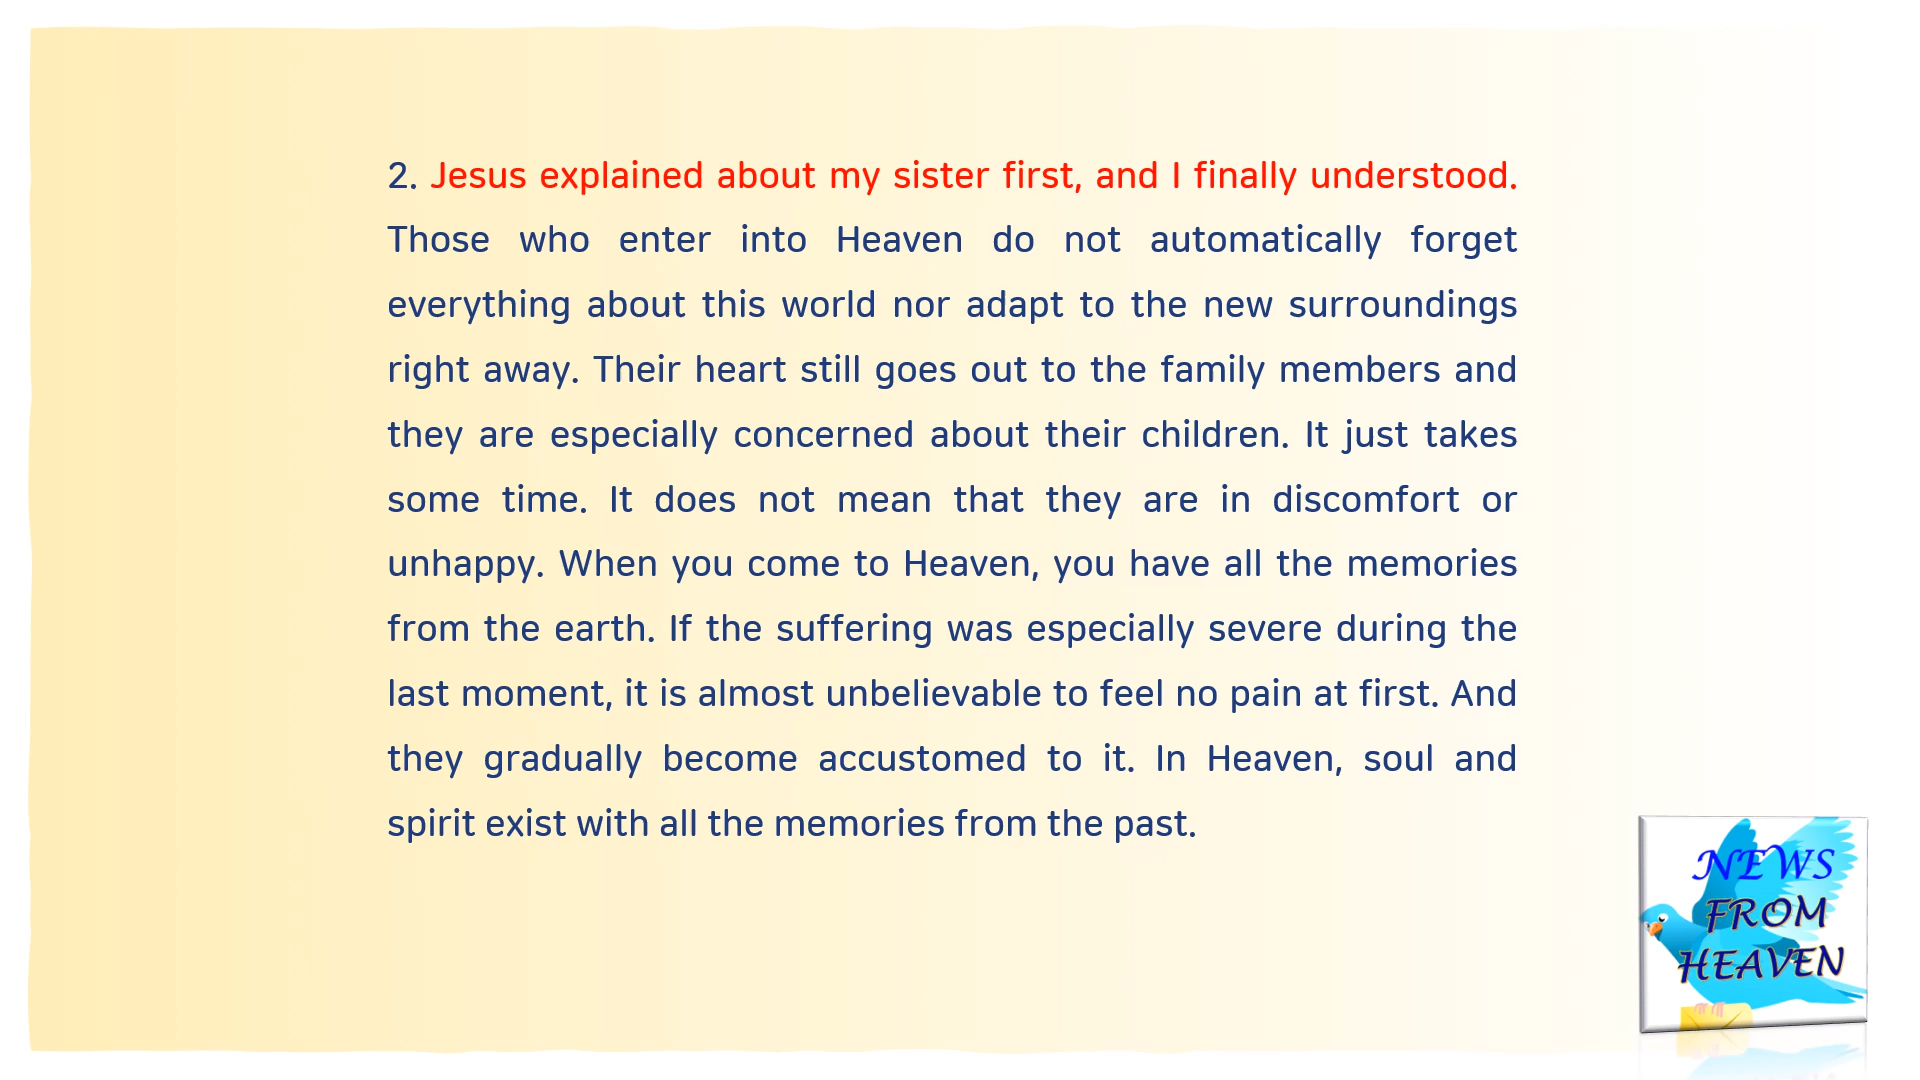 2. Jesus explained about my sister first, and I finally understood.
Those who enter into Heaven do not automatically forget
everything about this world nor adapt to the new surroundings
right away. Their heart still goes out to the family members and
they are especially concerned about their children. It just takes
some time. It does not mean that they are in discomfort or
unhappy. When you come to Heaven, you have all the memories
from the earth. If the suffering was especially severe during the
last moment, it is almost unbelievable to feel no pain at first. And
they gradually become accustomed to it. In Heaven, soul and
spirit exist with all the memories from the past.
NEWS
FROM
HEAVEN